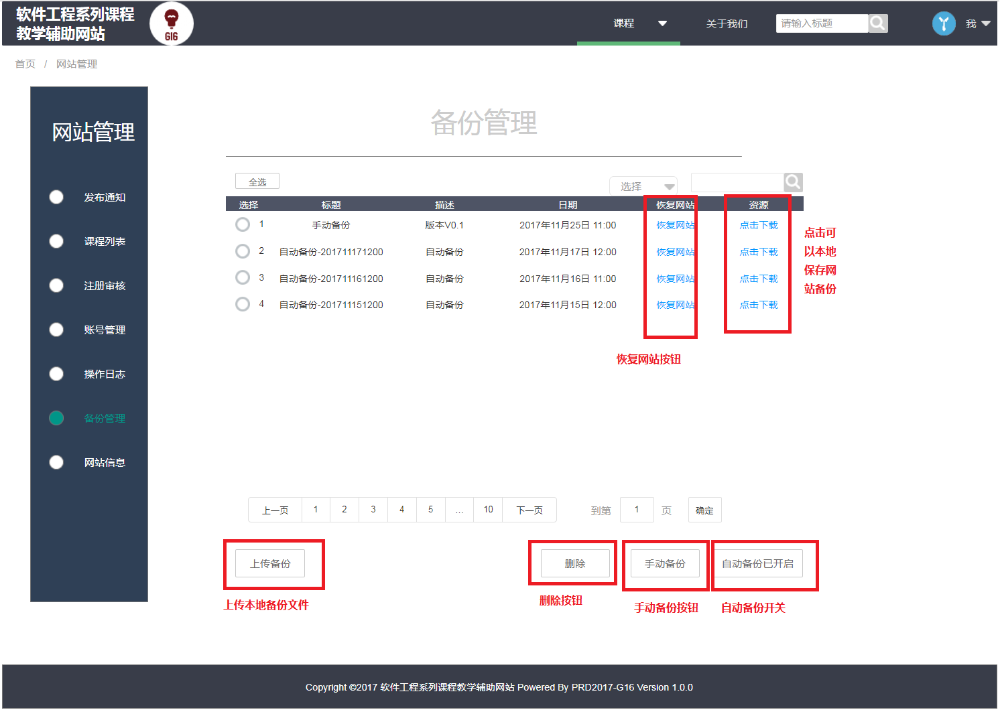 软件工程系列课程
教学辅助网站
G16
课程
关于我们
请输入标题
我
首页 / 网站管理
网站管理
发布通知
课程列表
注册审核
账号管理
操作日志
备份管理
网站信息
备份管理
全选
选择
选择 标题 描述 日期 恢复网站 资源
1 手动备份 版本V0.1 2017年11月25日 11:00 恢复网站 点击下载
2 自动备份-201711171200 自动备份 2017年11月17日 12:00 恢复网站 点击下载
3 自动备份-201711161200 自动备份 2017年11月16日 11:00 恢复网站 点击下载
4 自动备份-201711151200 自动备份 2017年11月15日 12:00 恢复网站 点击下载
点击可
以本地
保存网
站备份
恢复网站按钮
上一页 1 2 3 4 5 ... 10 下一页 到第 1 页 确定
上传备份 删除 手动备份 自动备份已开启
上传本地备份文件 删除按钮 手动备份按钮 自动备份开关
Copyright ©2017 软件工程系列课程教学辅助网站 Powered By PRD2017-G16 Version 1.0.0